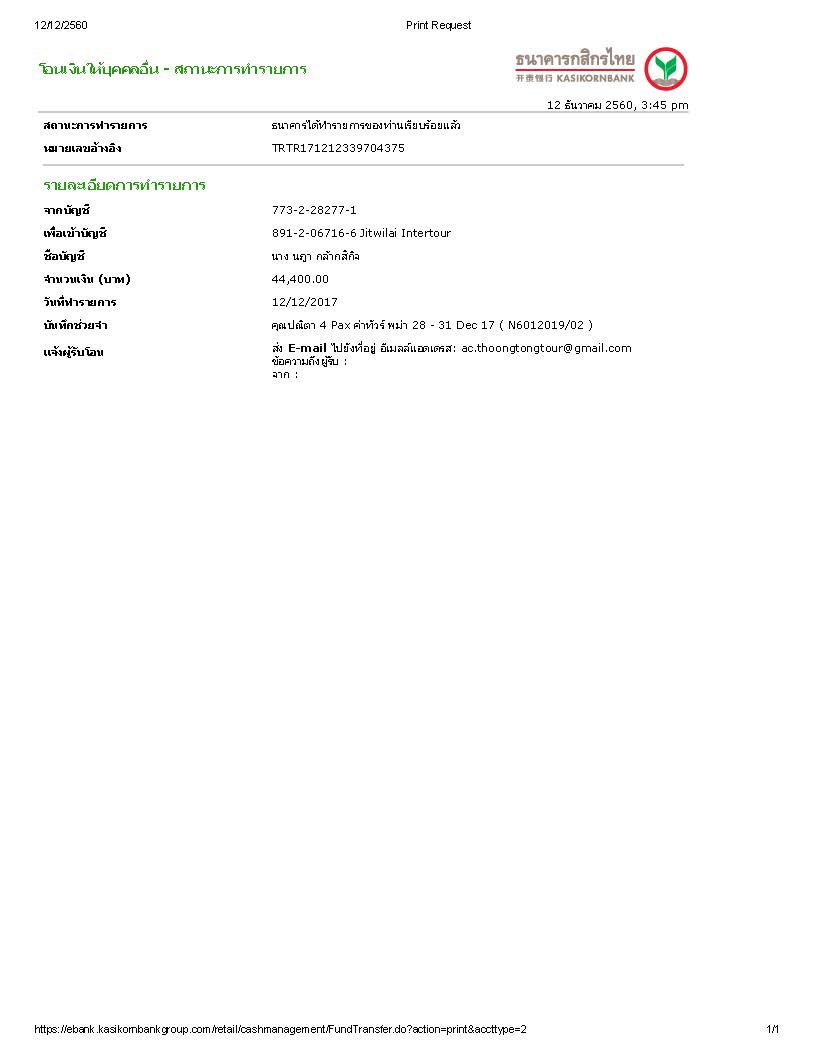 12/12/2560 Print Request
โอนเงินให้บุคคลอื่น - สถานะการทำรายการ
ธนาคารกสิกรไทย
开泰银行 KASIKORNBANK
12 ธันวาคม 2560, 3:45 pm
สถานะการทำรายการ ธนาคารได้ทำรายการของท่านเรียบร้อยแล้ว
หมายเลขอ้างอิง TRTR171212339704375
รายละเอียดการทำรายการ
จากบัญชี 773-2-28277-1
เพื่อเข้าบัญชี 891-2-06716-6 Jitwilai Intertour
ชื่อบัญชี นาง นฎา กล้ากสิกิจ
จำนวนเงิน (บาท) 44,400.00
วันที่ทำรายการ 12/12/2017
บันทึกช่วยจำ คุณปณิตา 4 Pax ค่าทัวร์ พม่า 28 - 31 Dec 17 ( N6012019/02 )
แจ้งผู้รับโอน ส่ง E-mail ไปยังที่อยู่ อีเมลล์แอดเดรส: ac.thoongtongtour@gmail.com
ข้อความถึงผู้รับ :
จาก :
https://ebank.kasikornbankgroup.com/retail/cashmanagement/FundTransfer.do?action=print&accttype=2 1/1